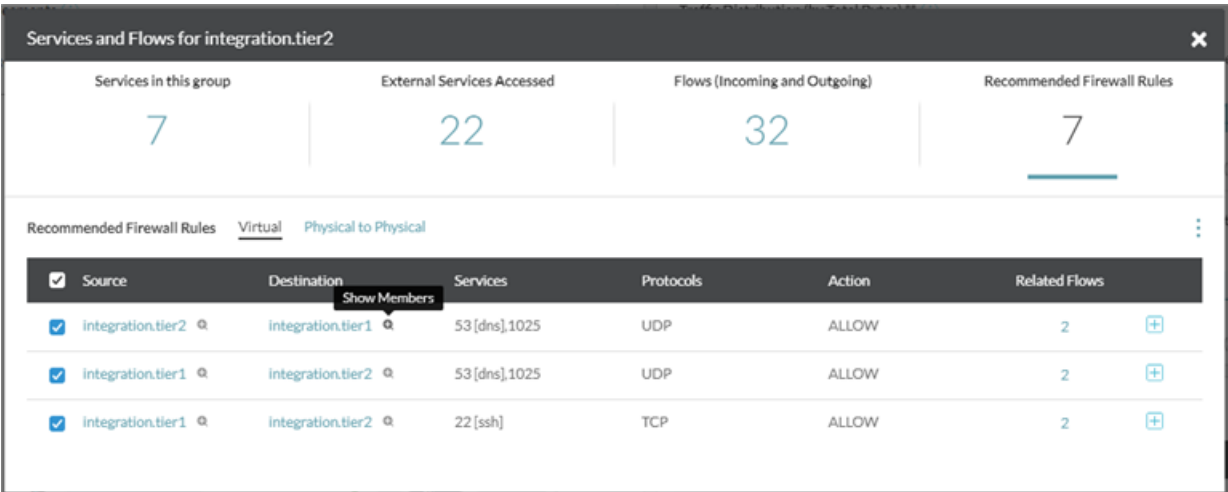 Services and Flows for integration.tier2
Services in this group External Services Accessed Flows (Incoming and Outgoing) Recommended Firewall Rules
7 22 32 7
Recommended Firewall Rules Virtual Physical to Physical
Source Destination Services Protocols Action Related Flows
Show Members
integration.tier2 integration.tier1 53 [dns],1025 UDP ALLOW 2
integration.tier1 integration.tier2 53 [dns],1025 UDP ALLOW 2
integration.tier1 integration.tier2 22 [ssh] TCP ALLOW 2